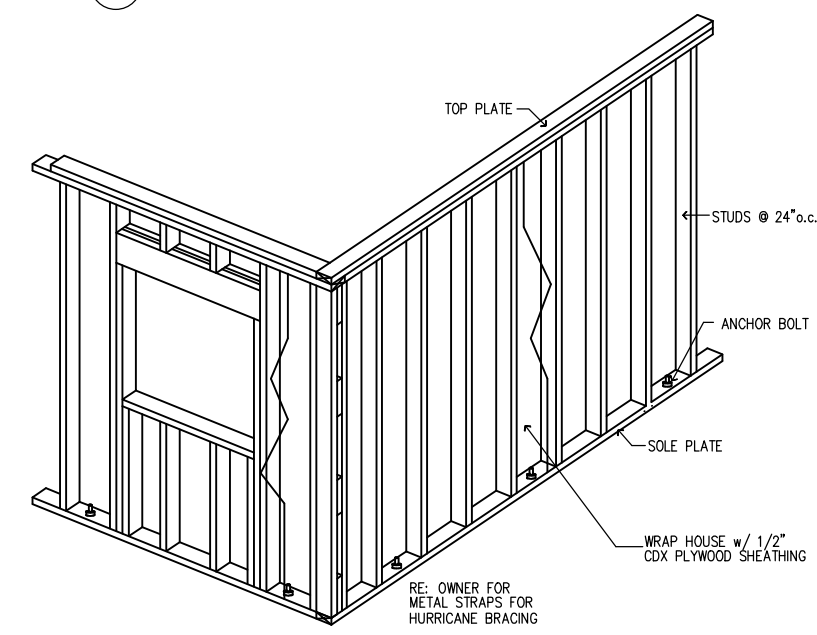 TOP PLATE
STUDS @ 24"o.c.
ANCHOR BOLT
SOLE PLATE
WRAP HOUSE w/ 1/2"
CDX PLYWOOD SHEATHING
RE: OWNER FOR
METAL STRAPS FOR
HURRICANE BRACING